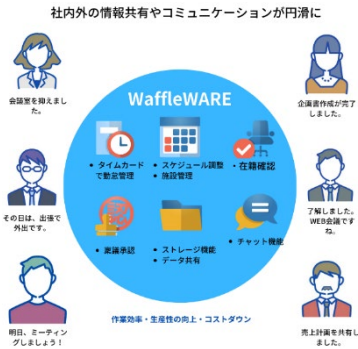 社内外の情報共有やコミュニケーションが円滑に
会議室を抑えまし
た。
企画書作成が完了
しました。
WaffleWARE
• タイムカード
で勤怠管理
• スケジュール調整
• 施設管理
・在籍確認
その日は、出張で
外出です。
了解しました。
WEB会議です
ね。
• 稟議承認
• ストレージ機能
• データ共有
• チャット機能
明日、ミーティン
グしましょう！
作業効率・生産性の向上・コストダウン
売上計画を共有し
ました。